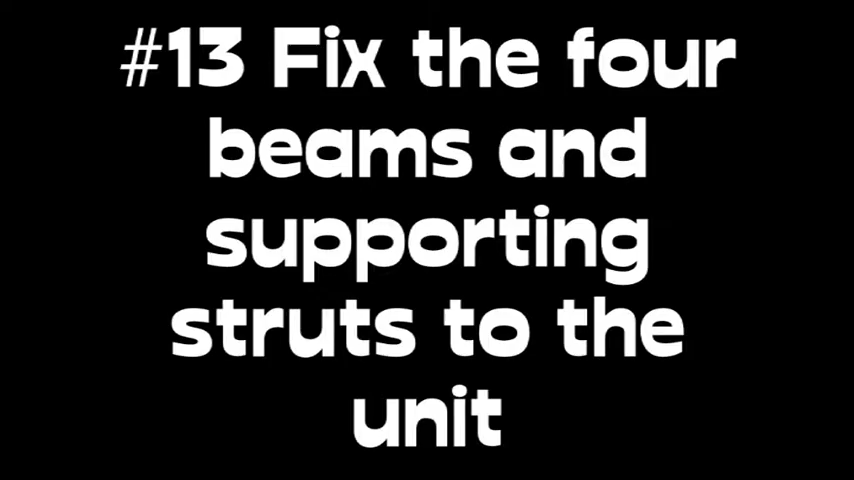 #13 Fix the four
beams and
supporting
struts to the
unit